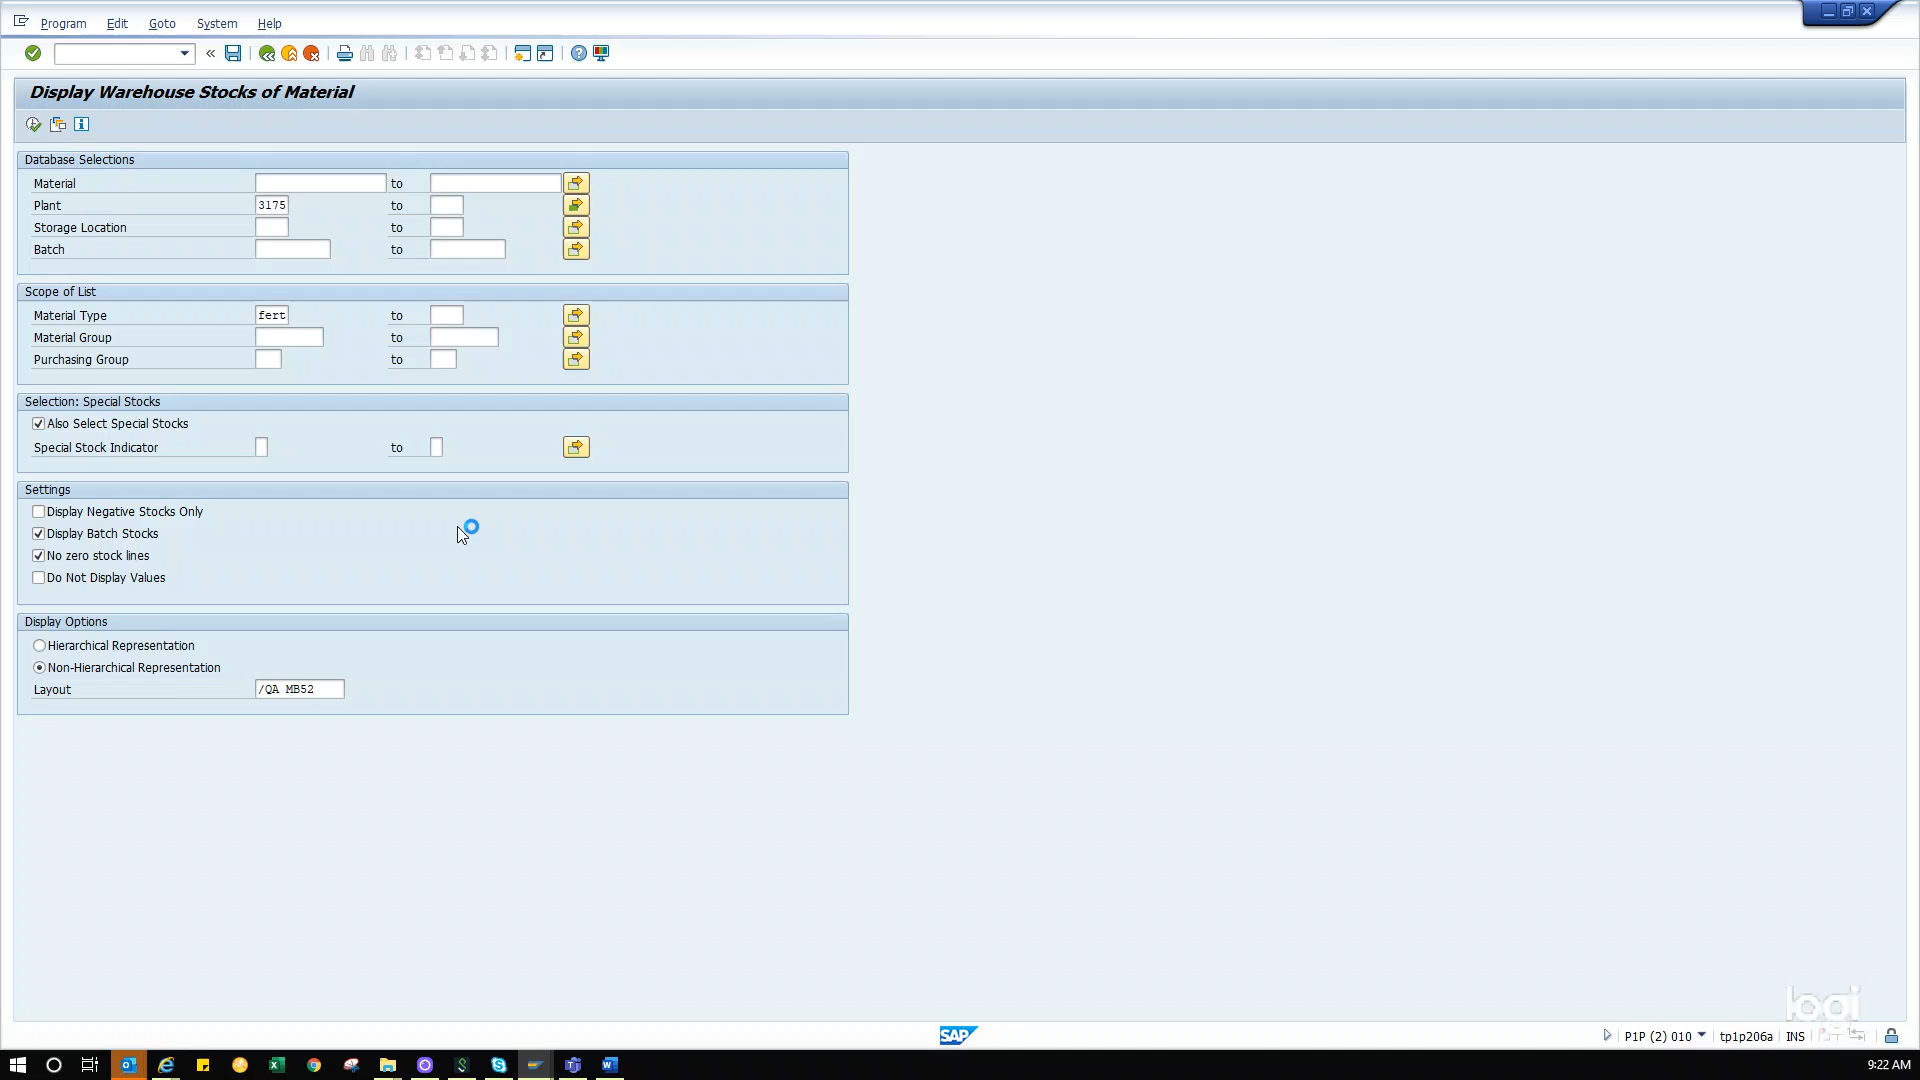 Program Edit Goto System Help
Display Warehouse Stocks of Material
Database Selections
Material to
Plant 3175 to
Storage Location to
Batch to
Scope of List
Material Type fert to
Material Group to
Purchasing Group to
Selection: Special Stocks
Also Select Special Stocks
Special Stock Indicator to
Settings
Display Negative Stocks Only
Display Batch Stocks
No zero stock lines
Do Not Display Values
Display Options
Hierarchical Representation
Non-Hierarchical Representation
Layout /QA MB52
logi
SAP P1P (2) 010 tp1p206a INS
9:22 AM